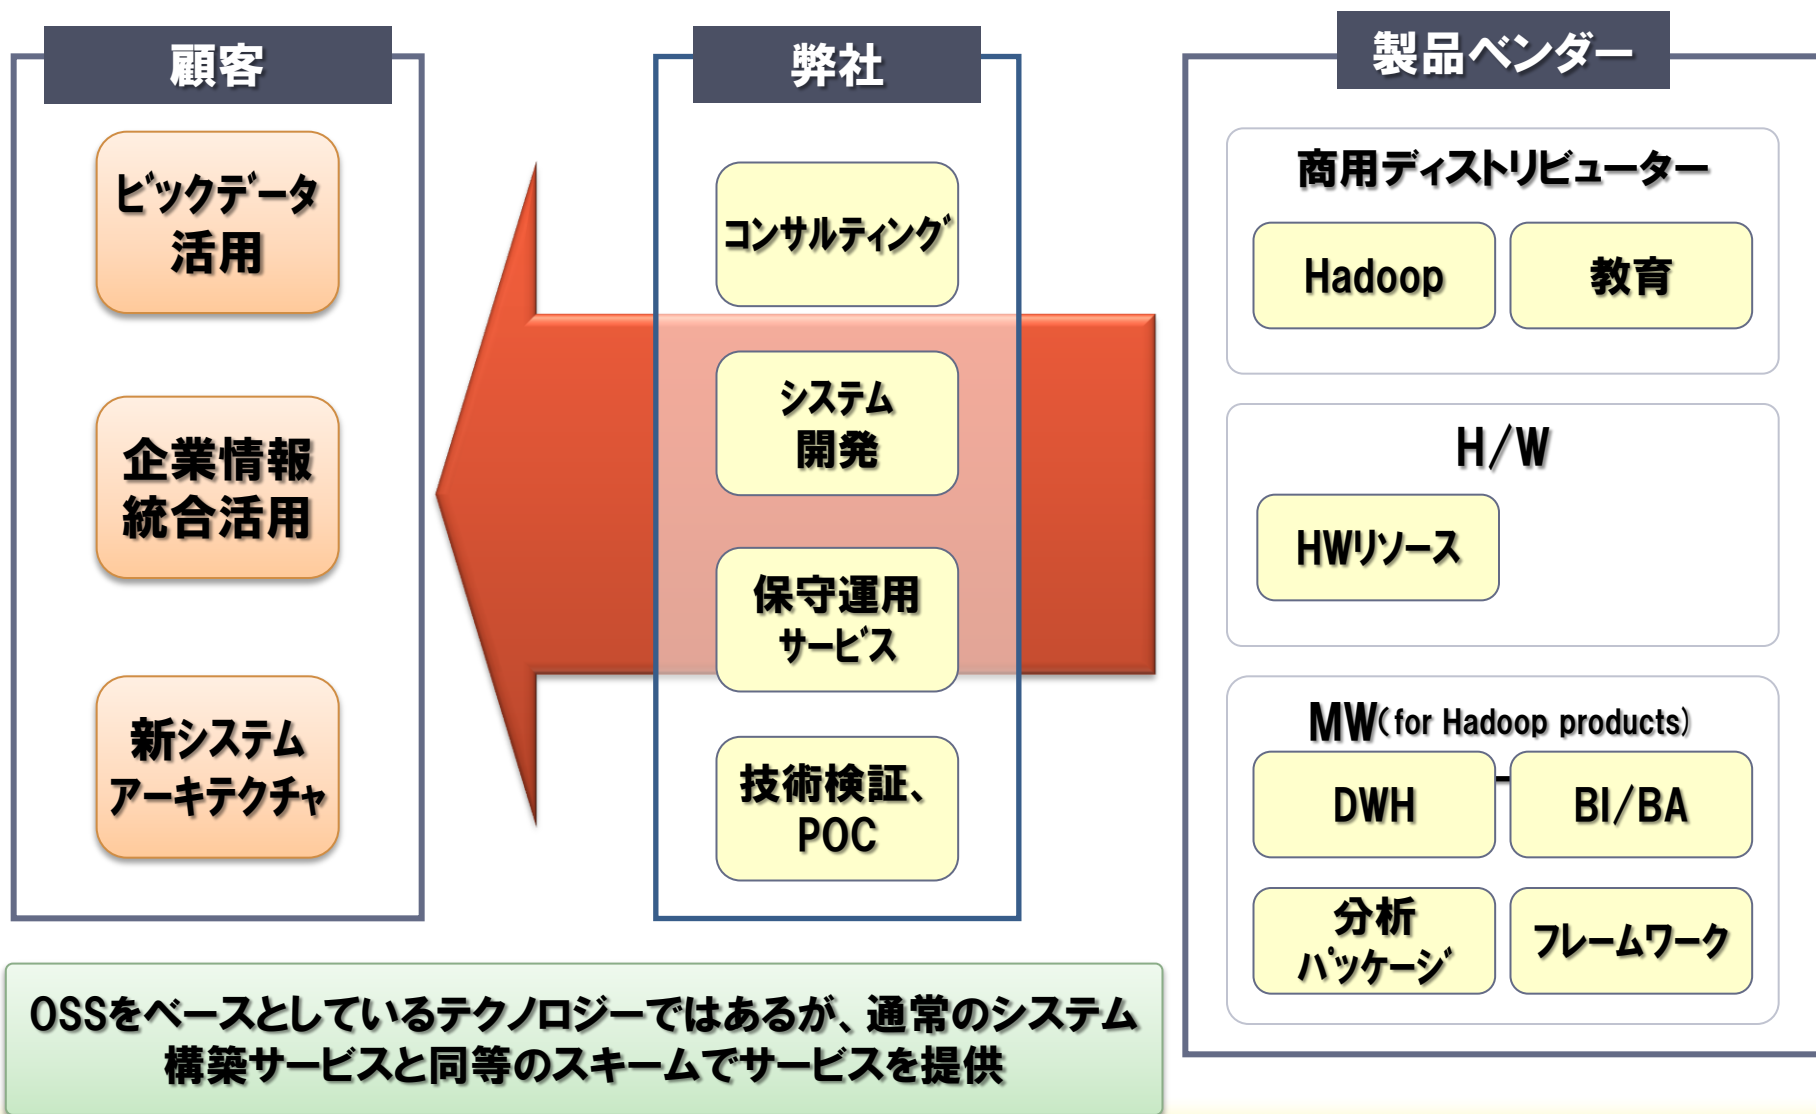 顧客
ビックデータ
活用
企業情報
統合活用
新システム
アーキテクチャ
弊社
コンサルティング
システム
開発
保守運用
サービス
技術検証、
POC
製品ベンダー
商用ディストリビューター
Hadoop
教育
H/W
HWリソース
MW(for Hadoop products)
DWH
BI/BA
分析
パッケージ
フレームワーク
OSSをベースとしているテクノロジーではあるが、通常のシステム
構築サービスと同等のスキームでサービスを提供